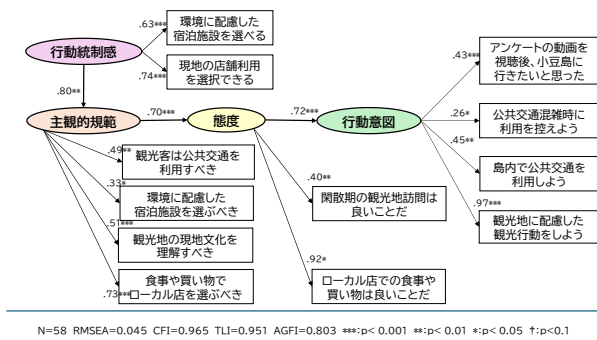 行動統制感
.63***
環境に配慮した
宿泊施設を選べる
.74***
現地の店舗利用
を選択できる
.80**
主観的規範
.70***
態度
.72***
行動意図
.43***
アンケートの動画を
視聴後、小豆島に
行きたいと思った
.26*
公共交通混雑時に
利用を控えよう
.45**
島内で公共交通を
利用しよう
.97***
観光地に配慮した
観光行動をしよう
.49**
観光客は公共交通を
利用すべき
.33*
環境に配慮した
宿泊施設を選ぶべき
.51***
観光地の現地文化を
理解すべき
.73***
食事や買い物で
ローカル店を選ぶべき
.40**
閑散期の観光地訪問は
良いことだ
.92*
ローカル店での食事や
買い物は良いことだ
N=58 RMSEA=0.045 CFI=0.965 TLI=0.951 AGFI=0.803 ***:p< 0.001 **:p< 0.01 *:p< 0.05 †:p<0.1